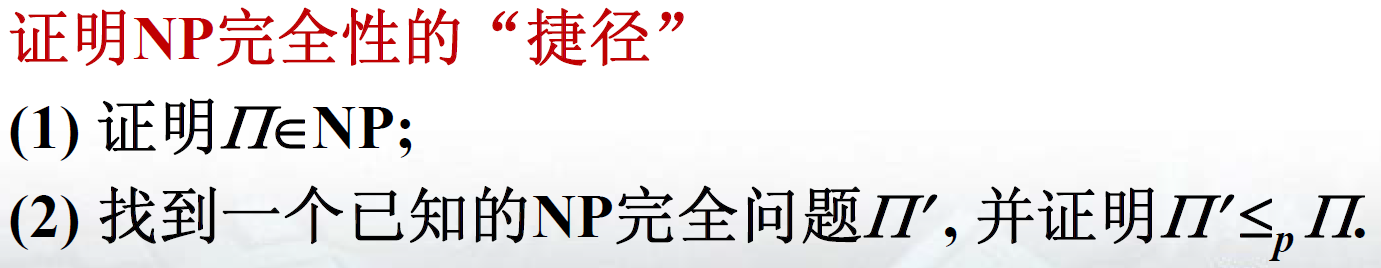 证明NP完全性的“捷径”
(1) 证明Π∈NP;
(2) 找到一个已知的NP完全问题Π′, 并证明Π′≤p Π.